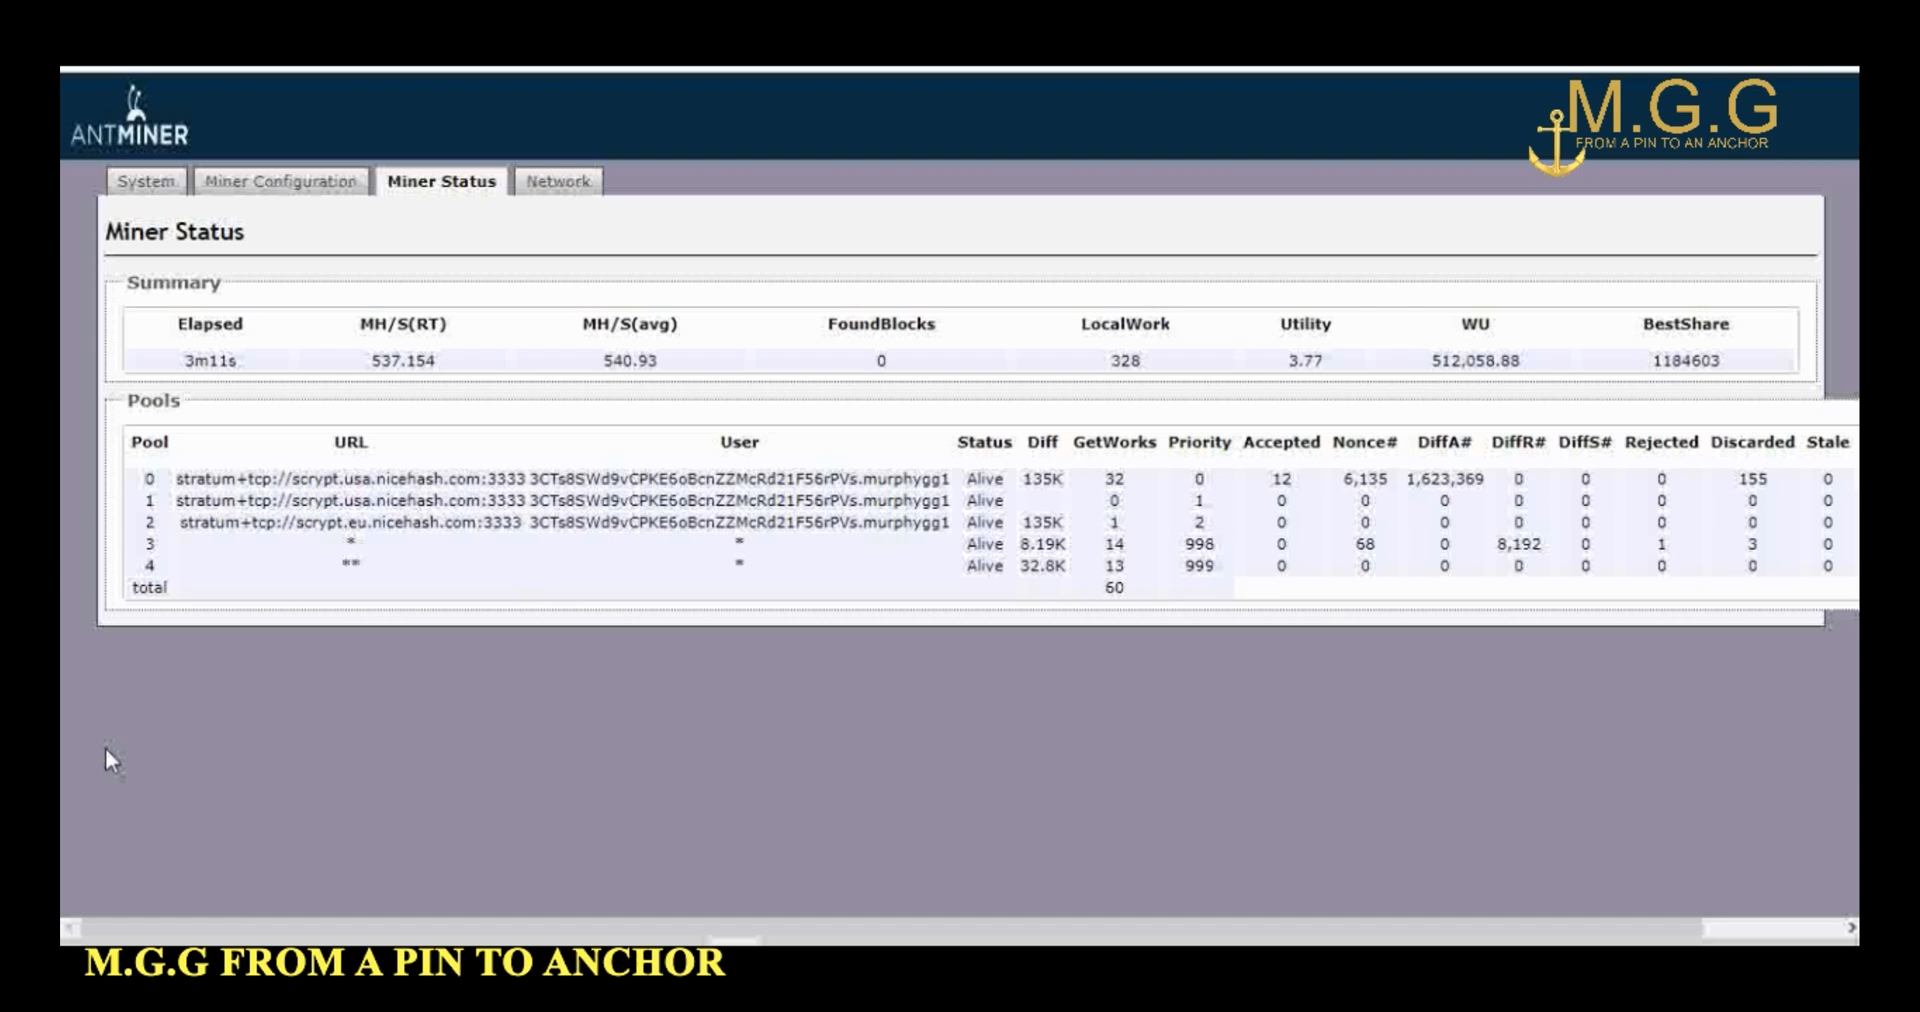 ANTMINER
M.G.G
FROM A PIN TO AN ANCHOR
System Miner Configuration Miner Status Network
Miner Status
Summary
Elapsed MH/S(RT) MH/S(avg) FoundBlocks LocalWork Utility WU BestShare
3m11s 537.154 540.93 0 328 3.77 512,058.88 1184603
Pools
Pool URL User Status Diff GetWorks Priority Accepted Nonce# DiffA# DiffR# DiffS# Rejected Discarded Stale
0 stratum+tcp://scrypt.usa.nicehash.com:3333 3CTs8SWd9vCPKE6oBcnZZMcRd21F56rPVs.murphygg1 Alive 135K 32 0 12 6,135 1,623,369 0 0 0 155 0
1 stratum+tcp://scrypt.usa.nicehash.com:3333 3CTs8SWd9vCPKE6oBcnZZMcRd21F56rPVs.murphygg1 Alive 0 1 0 0 0 0 0 0 0 0
2 stratum+tcp://scrypt.eu.nicehash.com:3333 3CTs8SWd9vCPKE6oBcnZZMcRd21F56rPVs.murphygg1 Alive 135K 1 2 0 0 0 0 0 0 0 0
3 * * Alive 8.19K 14 998 0 68 0 8,192 0 1 3 0
4 ** * Alive 32.8K 13 999 0 0 0 0 0 0 0 0
total 60
M.G.G FROM A PIN TO ANCHOR